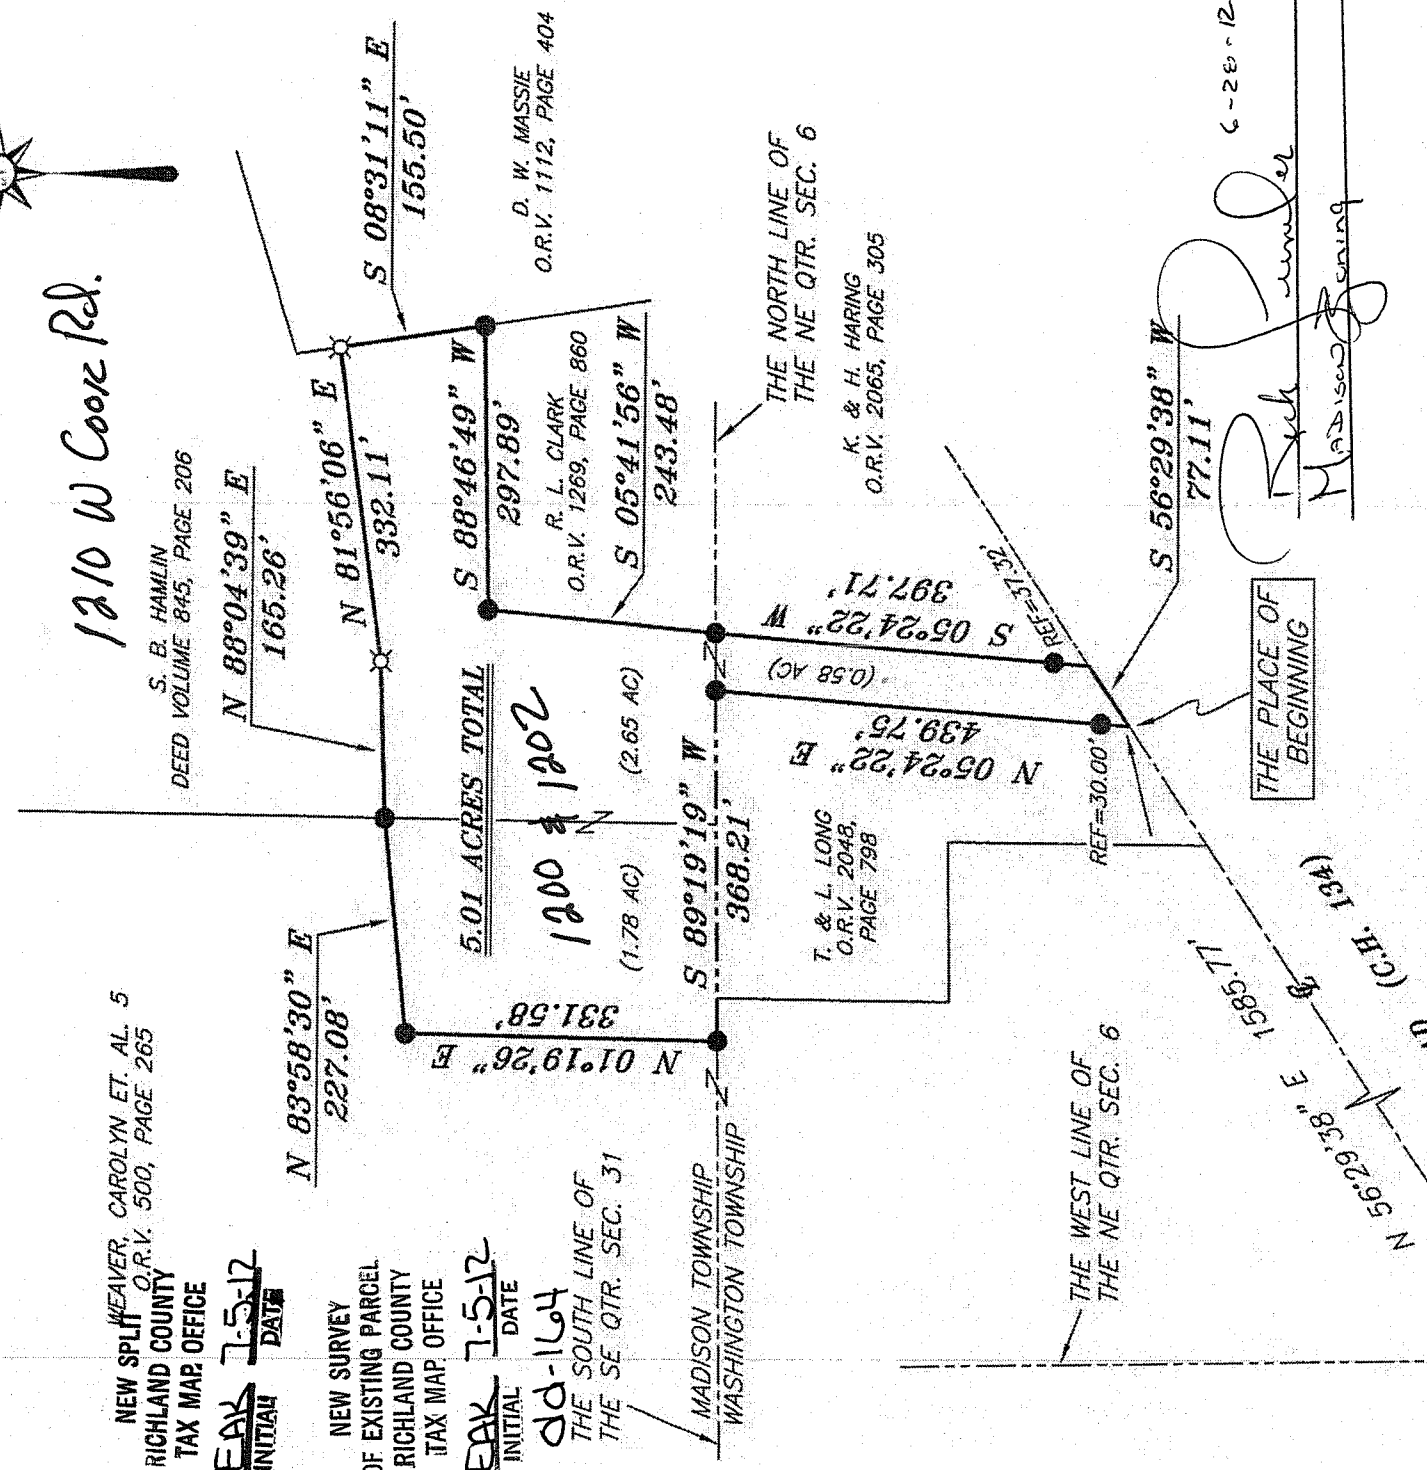 1210 W Cook Rd.
S. B. HAMLIN
DEED VOLUME 845, PAGE 206
N 88°04'39" E
165.26'
N 81°56'06" E
332.11'
S 08°31'11" E
155.50'
D. W. MASSIE
O.R.V. 1112, PAGE 404
S 88°46'49" W
297.89'
R. L. CLARK
O.R.V. 1269, PAGE 860
S 05°41'56" W
243.48'
WEAVER, CAROLYN ET. AL. 5
O.R.V. 500, PAGE 265
N 83°58'30" E
227.08'
5.01 ACRES TOTAL
1200 & 1202
(1.78 AC)
(2.65 AC)
N 01°19'26" E
331.58'
S 89°19'19" W
368.21'
THE NORTH LINE OF
THE NE QTR. SEC. 6
K. & H. HARING
O.R.V. 2065, PAGE 305
S 05°24'22" W
397.71'
(0.58 AC)
N 05°24'22" E
439.75'
REF=37.32'
REF=30.00'
T. & L. LONG
O.R.V. 2048,
PAGE 798
S 56°29'38" W
77.11'
THE PLACE OF
BEGINNING
NEW SPLIT
RICHLAND COUNTY
TAX MAP OFFICE
EAK 7-5-12
INITIAL DATE
NEW SURVEY
OF EXISTING PARCEL
RICHLAND COUNTY
TAX MAP OFFICE
EAK 7-5-12
INITIAL DATE
dd-164
THE SOUTH LINE OF
THE SE QTR. SEC. 31
MADISON TOWNSHIP
WASHINGTON TOWNSHIP
THE WEST LINE OF
THE NE QTR. SEC. 6
N 56°29'38" E
1585.77'
(C.H. 134)
6-28-12
Madison Zoning